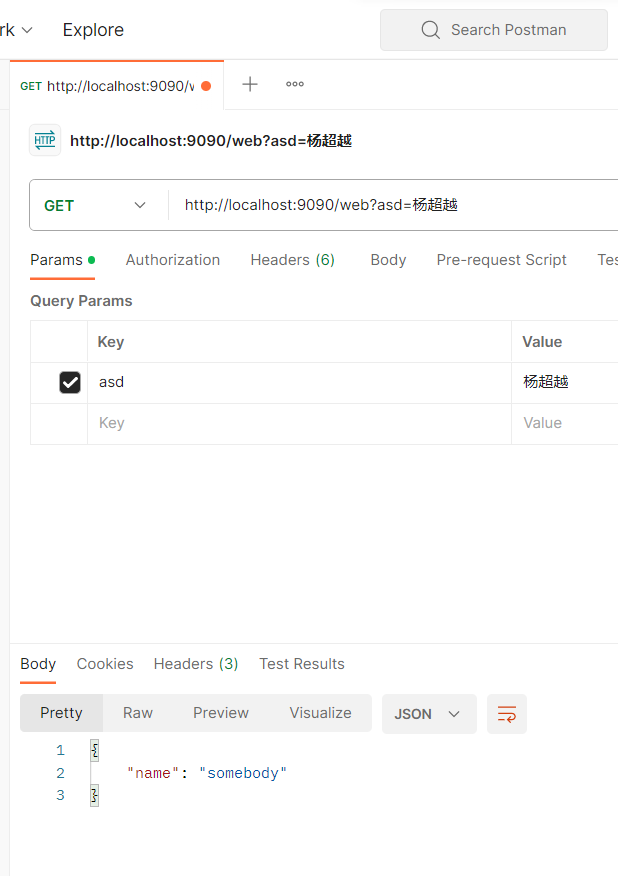 rk Explore Search Postman
GET http://localhost:9090/v
HTTP http://localhost:9090/web?asd=杨超越
GET http://localhost:9090/web?asd=杨超越
Params Authorization Headers (6) Body Pre-request Script Tes
Query Params
Key Value
asd 杨超越
Key Value
Body Cookies Headers (3) Test Results
Pretty Raw Preview Visualize JSON
1 {
2 "name": "somebody"
3 }